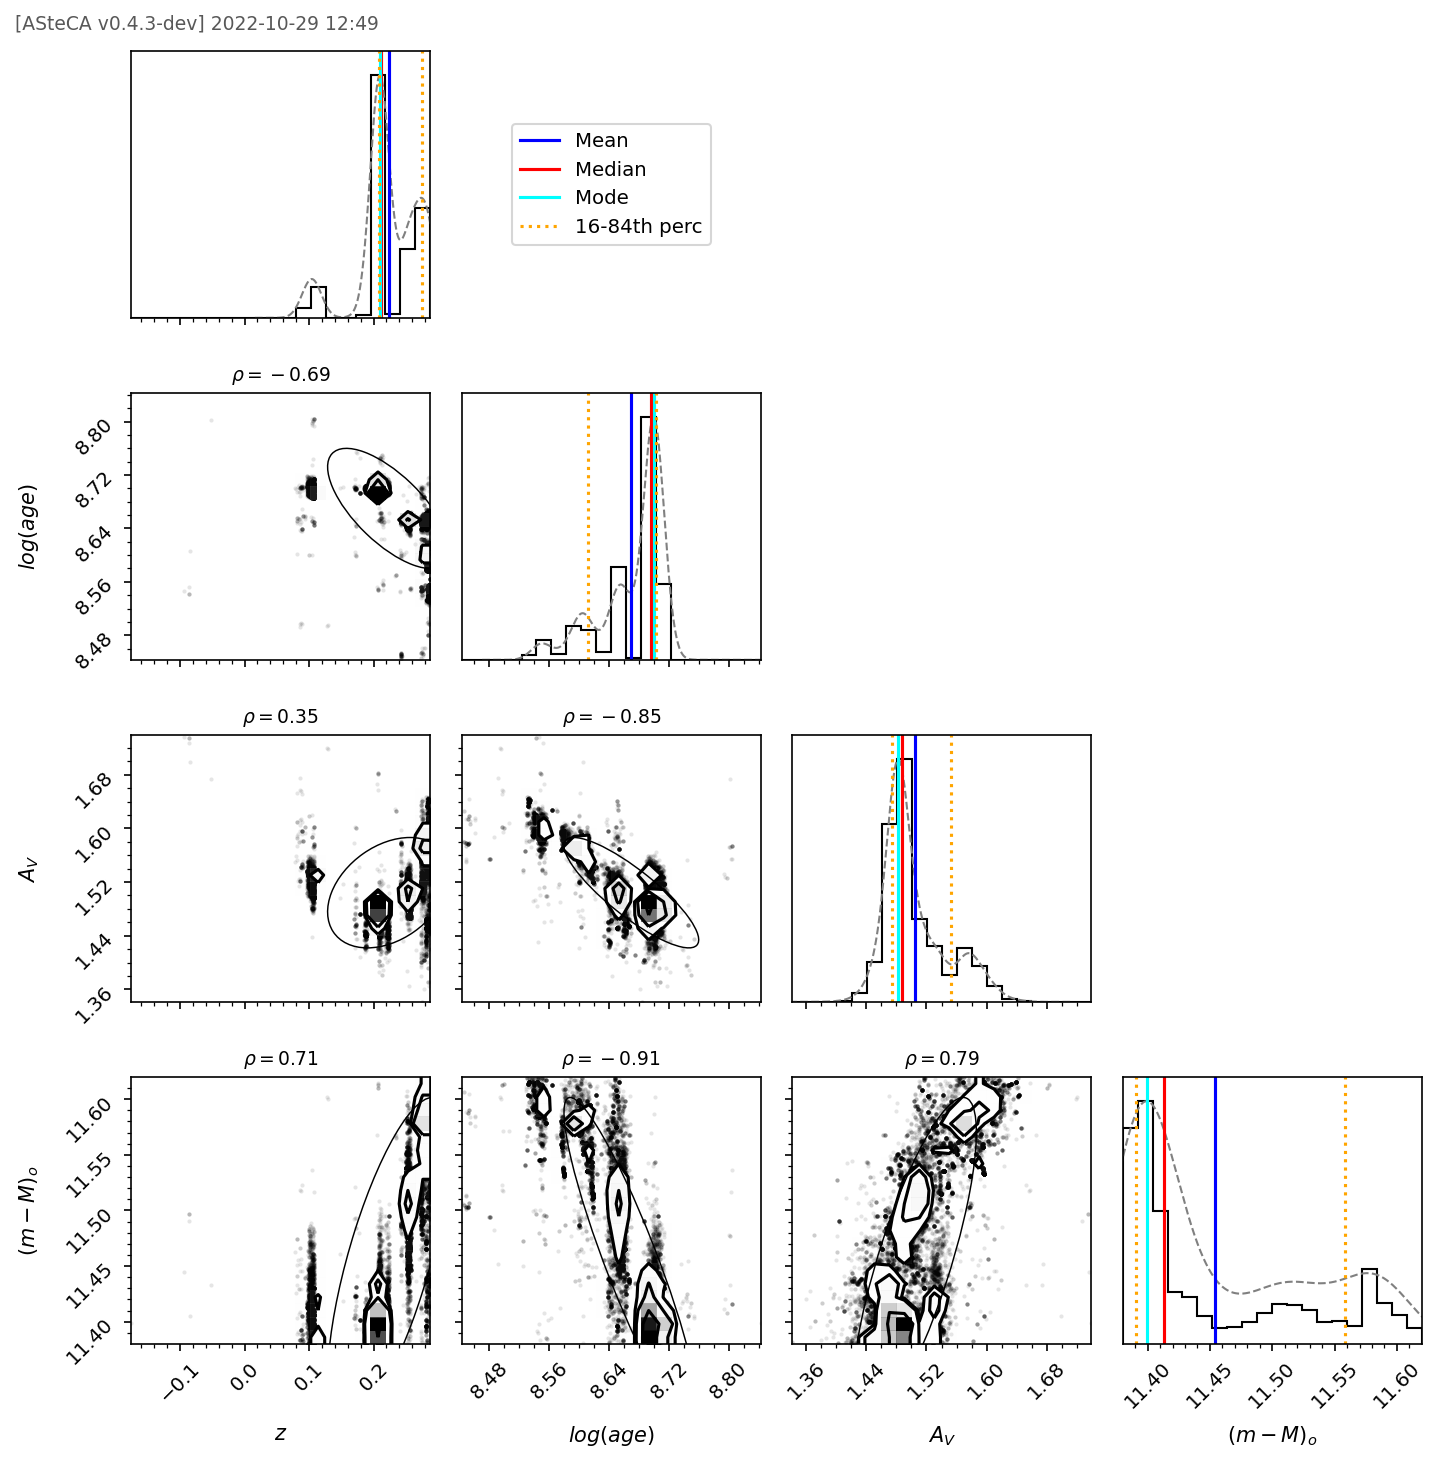 [ASteCA v0.4.3-dev] 2022-10-29 12:49
Mean
Median
Mode
16-84th perc
ρ = −0.69
8.80
8.72
8.64
8.56
8.48
log(age)
ρ = 0.35
ρ = −0.85
1.68
1.60
1.52
1.44
1.36
A_V
ρ = 0.71
ρ = −0.91
ρ = 0.79
11.60
11.55
11.50
11.45
11.40
(m − M)_o
−0.1 0.0 0.1 0.2
8.48 8.56 8.64 8.72 8.80
1.36 1.44 1.52 1.60 1.68
11.40 11.45 11.50 11.55 11.60
z
log(age)
A_V
(m − M)_o